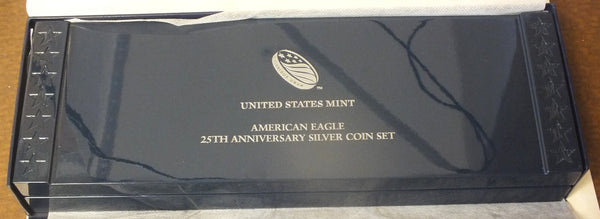 UNITED STATES MINT
AMERICAN EAGLE
25TH ANNIVERSARY SILVER COIN SET